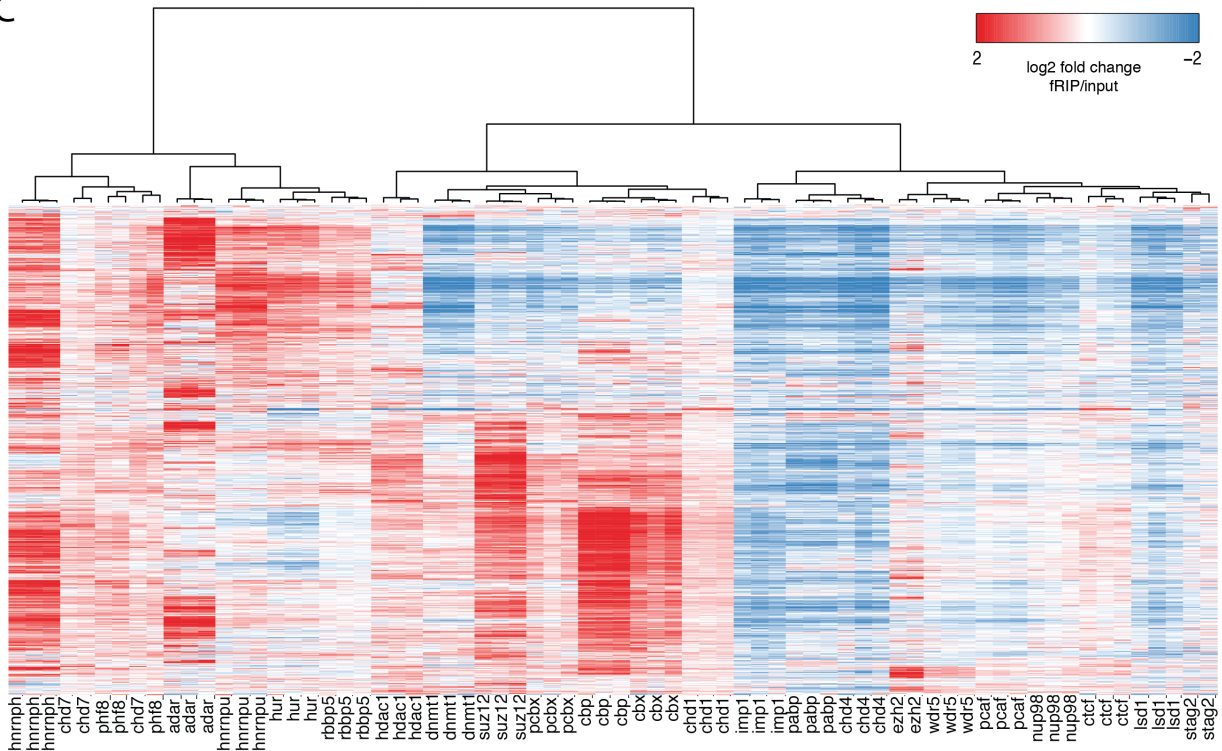 C
2 -2
log2 fold change
fRIP/input
hnrnph
hnrnph
hnrnph
chd7
chd7
phf8
phf8
chd7
phf8
adar
adar
adar
hnrnpu
hnrnpu
hnrnpu
hur
hur
hur
rbbp5
rbbp5
rbbp5
hdac1
hdac1
hdac1
dnmt1
dnmt1
dnmt1
suz12
suz12
suz12
pcbx
pcbx
pcbx
cbp
cbp
cbp
cbx
cbx
cbx
chd1
chd1
chd1
imp1
imp1
imp1
pabp
pabp
pabp
chd4
chd4
chd4
ezh2
ezh2
wdr5
wdr5
wdr5
pcaf
pcaf
pcaf
nup98
nup98
nup98
ctcf
ctcf
ctcf
lsd1
lsd1
lsd1
stag2
stag2